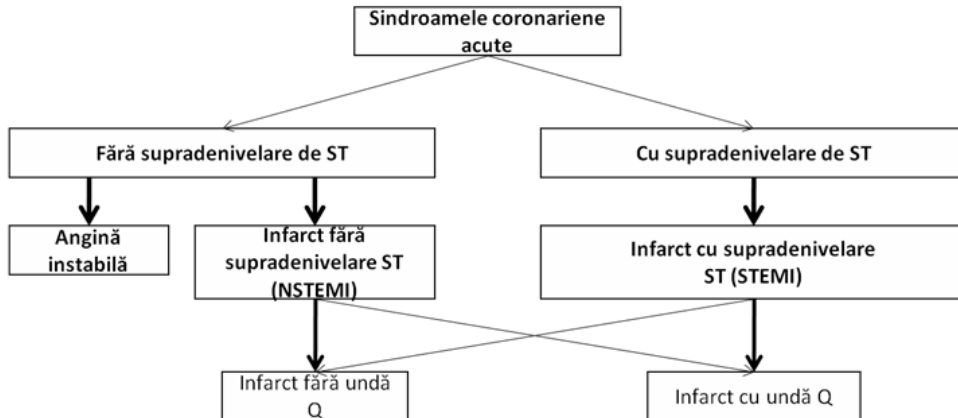 Sindroamele coronariene
acute
Fără supradenivelare de ST
Cu supradenivelare de ST
Angină
instabilă
Infarct fără
supradenivelare ST
(NSTEMI)
Infarct cu supradenivelare
ST (STEMI)
Infarct fără undă
Q
Infarct cu undă Q